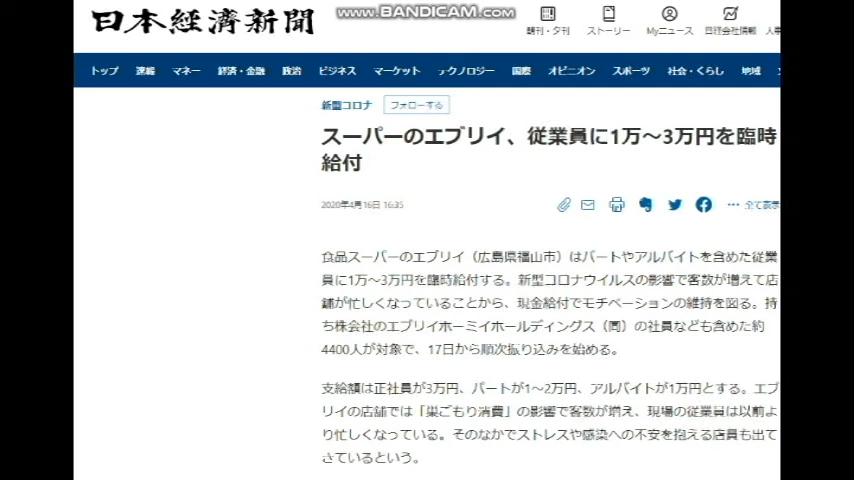 日本経済新聞
www.BANDICAM.com
朝刊・夕刊
ストーリー
Myニュース
日経会社情報
人事
トップ 速報 マネー 経済・金融 政治 ビジネス マーケット テクノロジー 国際 オピニオン スポーツ 社会・くらし 地域
新型コロナ フォローする
スーパーのエブリイ、従業員に1万〜3万円を臨時
給付
2020年4月16日 16:35
••• 全て表示
食品スーパーのエブリイ（広島県福山市）はパートやアルバイトを含めた従業
員に1万〜3万円を臨時給付する。新型コロナウイルスの影響で客数が増えて店
舗が忙しくなっていることから、現金給付でモチベーションの維持を図る。持
ち株会社のエブリイホーミイホールディングス（同）の社員なども含めた約
4400人が対象で、17日から順次振り込みを始める。
支給額は正社員が3万円、パートが1〜2万円、アルバイトが1万円とする。エブ
リイの店舗では「巣ごもり消費」の影響で客数が増え、現場の従業員は以前よ
り忙しくなっている。そのなかでストレスや感染への不安を抱える店員も出て
きているという。